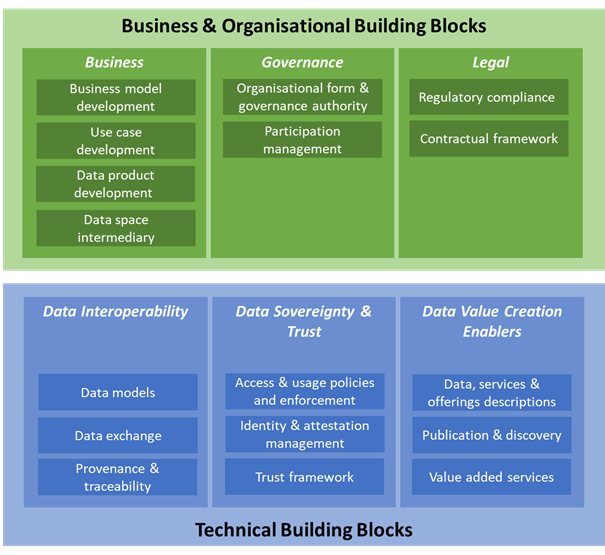 Business & Organisational Building Blocks
Business
Business model
development
Use case
development
Data product
development
Data space
intermediary
Governance
Organisational form &
governance authority
Participation
management
Legal
Regulatory compliance
Contractual framework
Data Interoperability
Data models
Data exchange
Provenance &
traceability
Data Sovereignty &
Trust
Access & usage policies
and enforcement
Identity & attestation
management
Trust framework
Data Value Creation
Enablers
Data, services &
offerings descriptions
Publication & discovery
Value added services
Technical Building Blocks